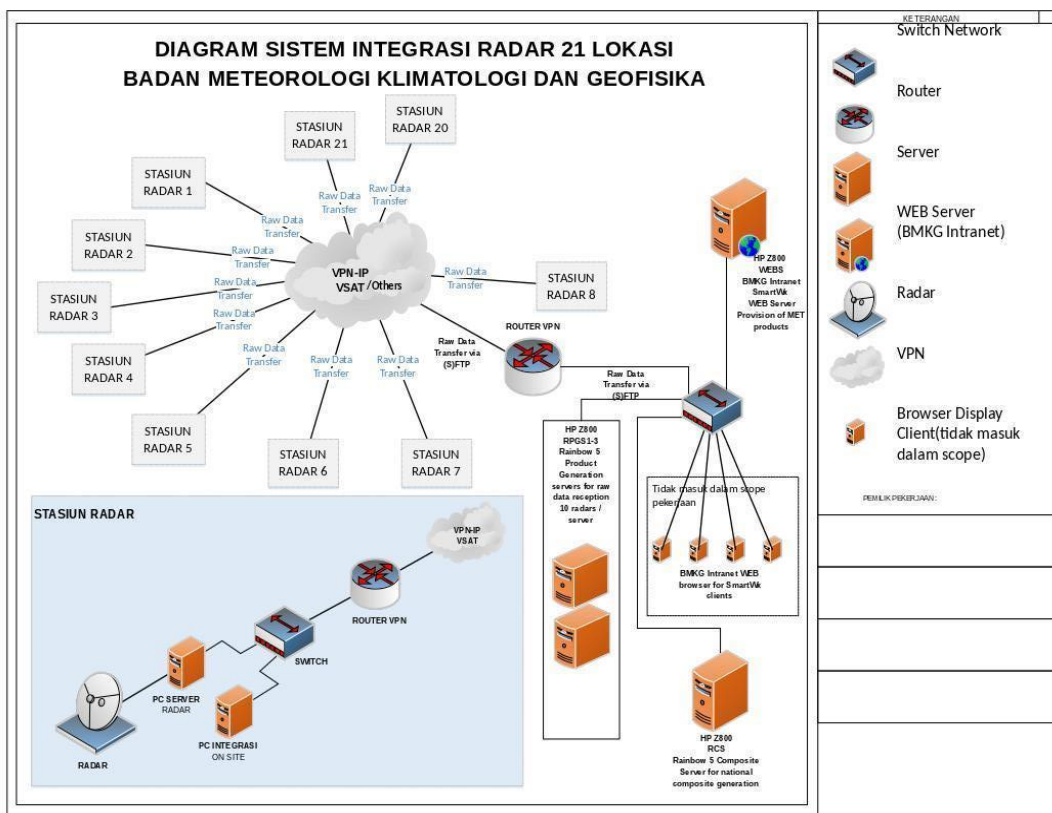 DIAGRAM SISTEM INTEGRASI RADAR 21 LOKASI
BADAN METEOROLOGI KLIMATOLOGI DAN GEOFISIKA
STASIUN
RADAR 21
STASIUN
RADAR 20
STASIUN
RADAR 1
STASIUN
RADAR 2
STASIUN
RADAR 3
STASIUN
RADAR 4
STASIUN
RADAR 5
STASIUN
RADAR 6
STASIUN
RADAR 7
STASIUN
RADAR 8
Raw Data
Transfer
Raw Data
Transfer
Raw Data
Transfer
Raw Data
Transfer
Raw Data
Transfer
Raw Data
Transfer
Raw Data
Transfer
Raw Data
Transfer
Raw Data
Transfer
Raw Data
Transfer
VPN-IP
VSAT /Others
Raw Data
Transfer via
(S)FTP
ROUTER VPN
Raw Data
Transfer via
(S)FTP
HP Z800
WEBS
BMKG Intranet
SmartWx
WEB Server
Provision of MET
products
HP Z800
RPGS1-3
Rainbow 5
Product
Generation
servers for raw
data reception
10 radars /
server
Tidak masuk dalam scope
pekerjaan
BMKG Intranet WEB
browser for SmartWx
clients
HP Z800
RCS
Rainbow 5 Composite
Server for national
composite generation
STASIUN RADAR
VPN-IP
VSAT
ROUTER VPN
SWITCH
PC SERVER
RADAR
PC INTEGRASI
ON SITE
RADAR
KETERANGAN
Switch Network
Router
Server
WEB Server
(BMKG Intranet)
Radar
VPN
Browser Display
Client(tidak masuk
dalam scope)
PEMILIK PEKERJAAN :